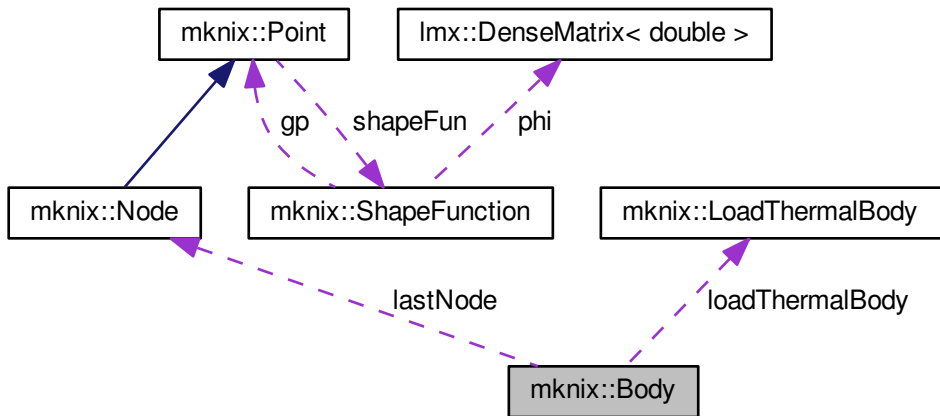 mknix::Point
lmx::DenseMatrix< double >
gp
shapeFun
phi
mknix::Node
mknix::ShapeFunction
mknix::LoadThermalBody
lastNode
loadThermalBody
mknix::Body